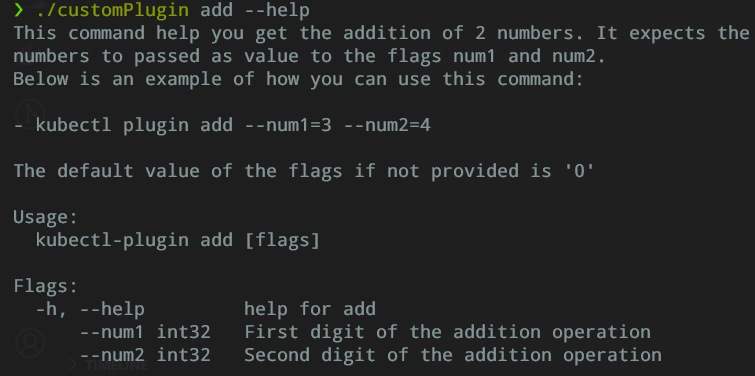 ❯ ./customPlugin add --help
This command help you get the addition of 2 numbers. It expects the
numbers to passed as value to the flags num1 and num2.
Below is an example of how you can use this command:
- kubectl plugin add --num1=3 --num2=4
The default value of the flags if not provided is '0'
Usage:
  kubectl-plugin add [flags]
Flags:
  -h, --help         help for add
      --num1 int32   First digit of the addition operation
      --num2 int32   Second digit of the addition operation
> TIMELINE